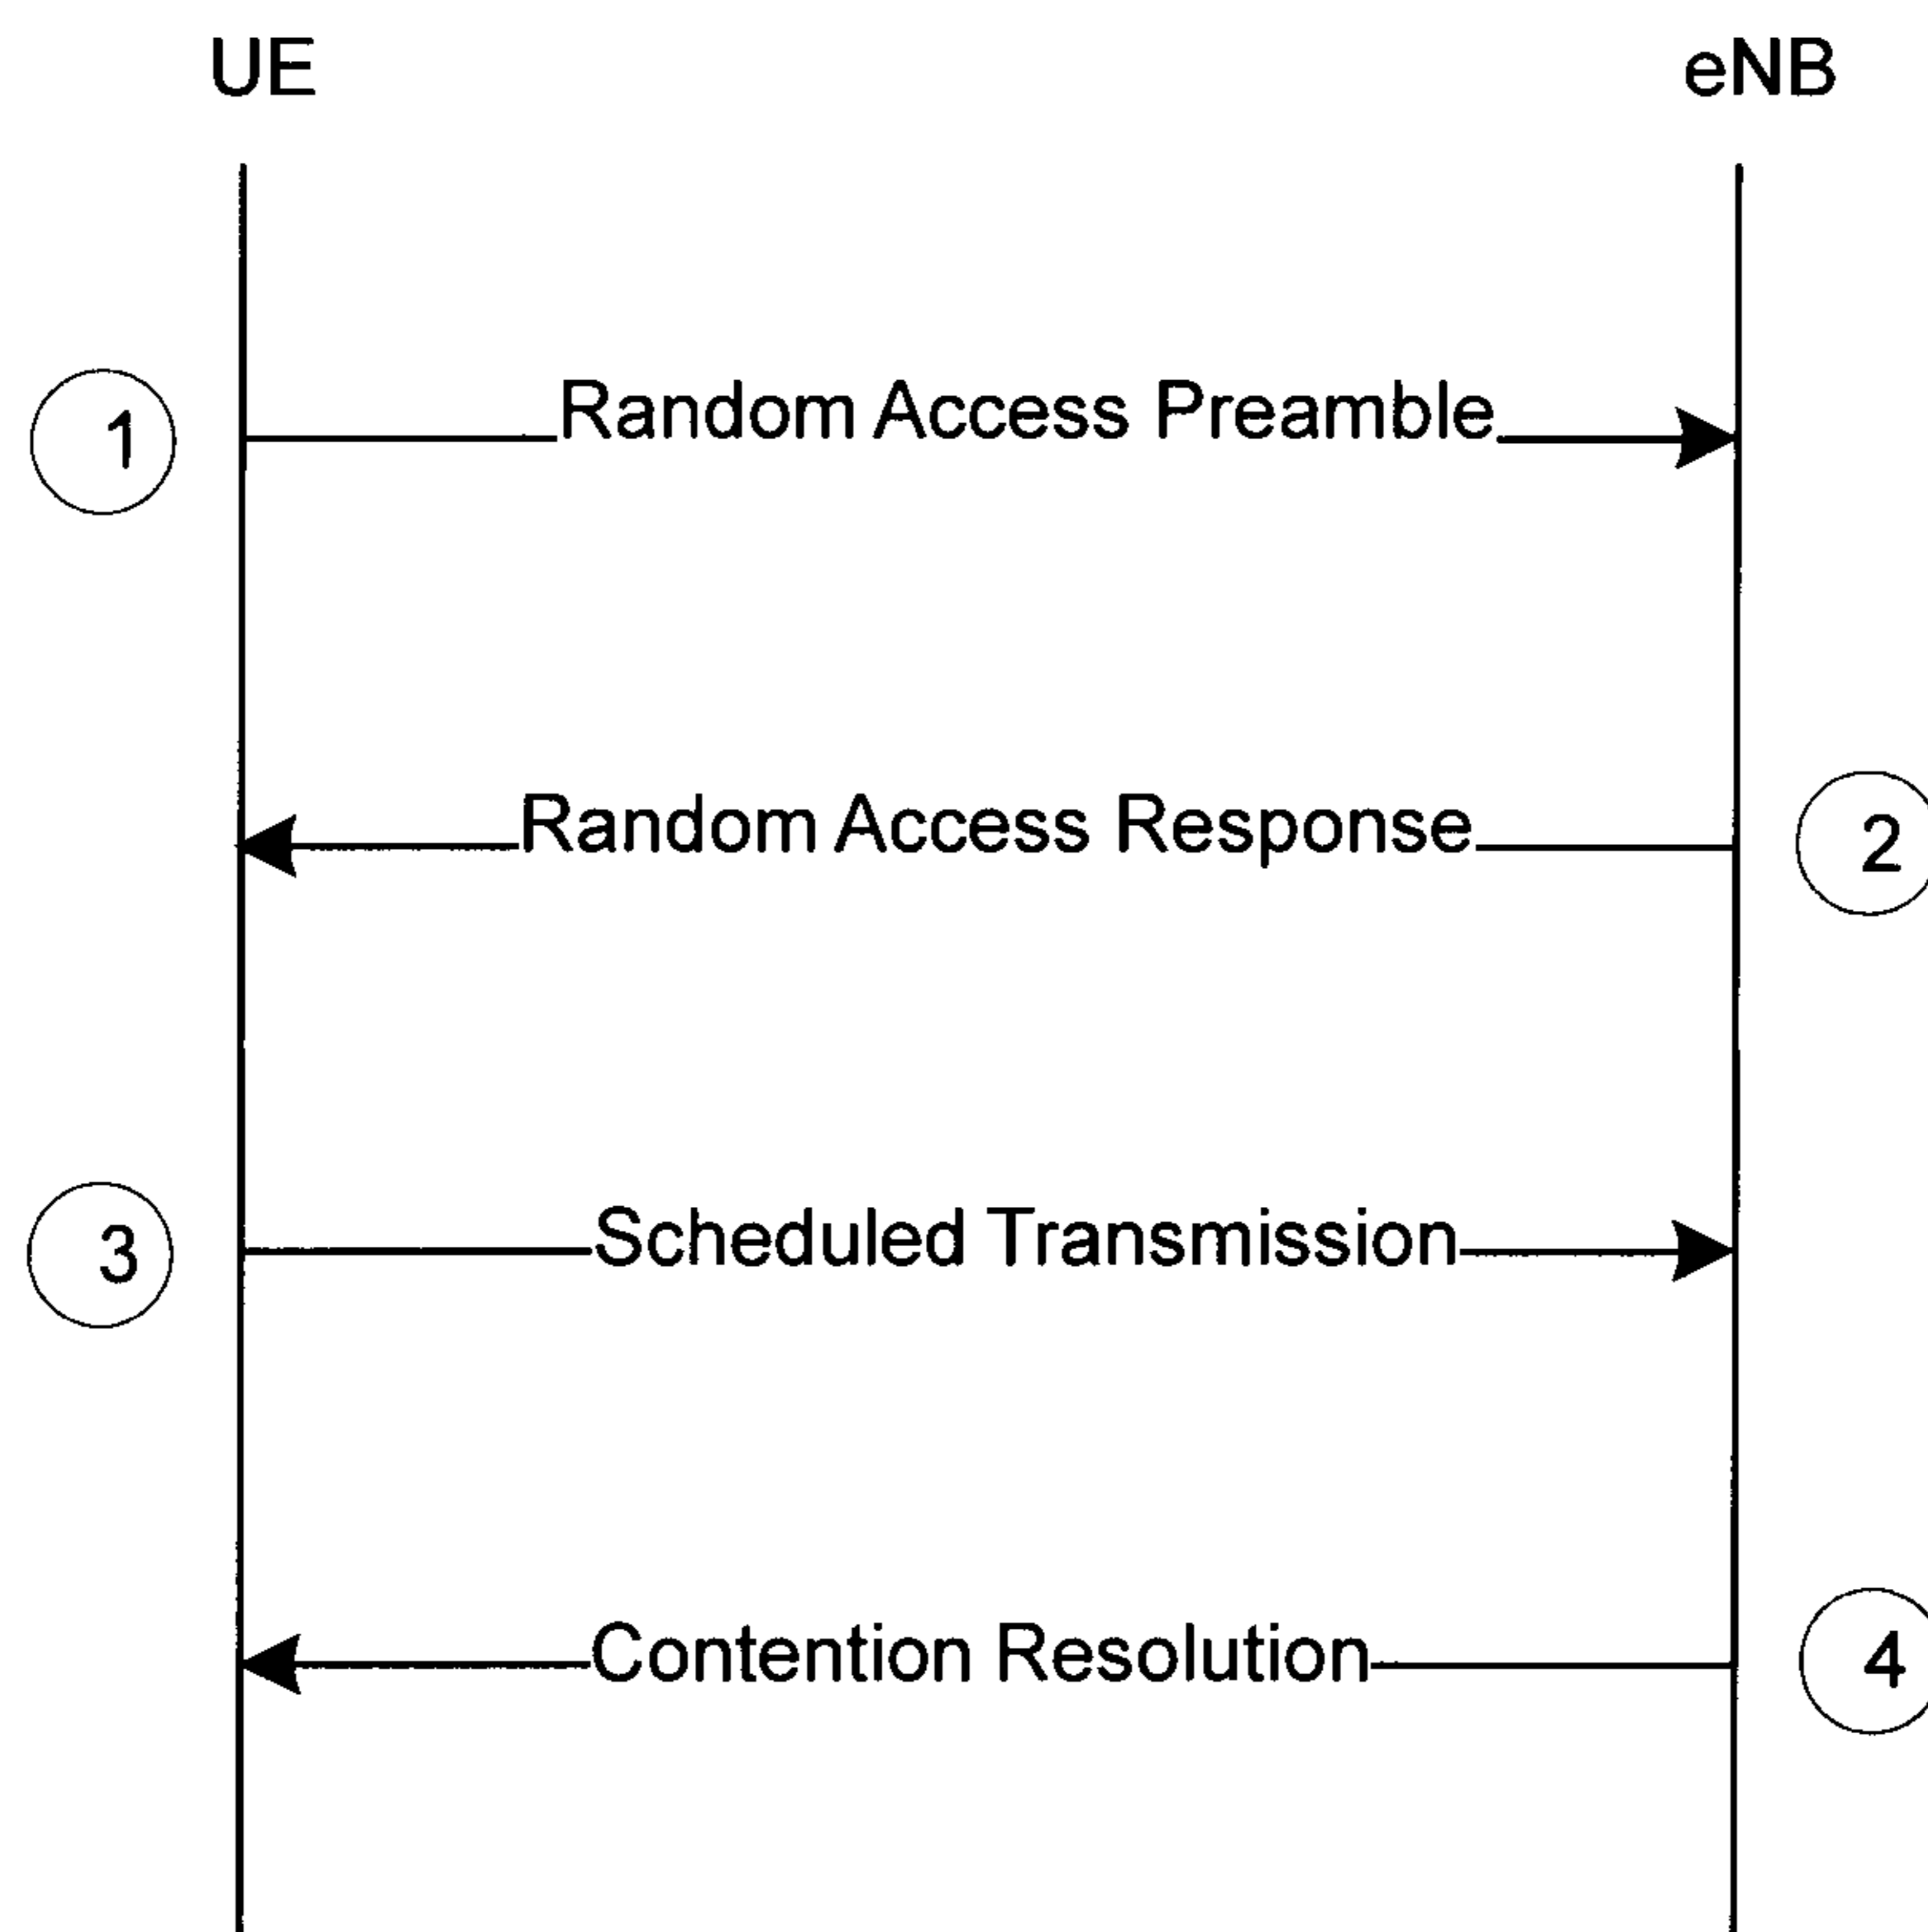 UE eNB
1 Random Access Preamble
Random Access Response 2
3 Scheduled Transmission
Contention Resolution 4